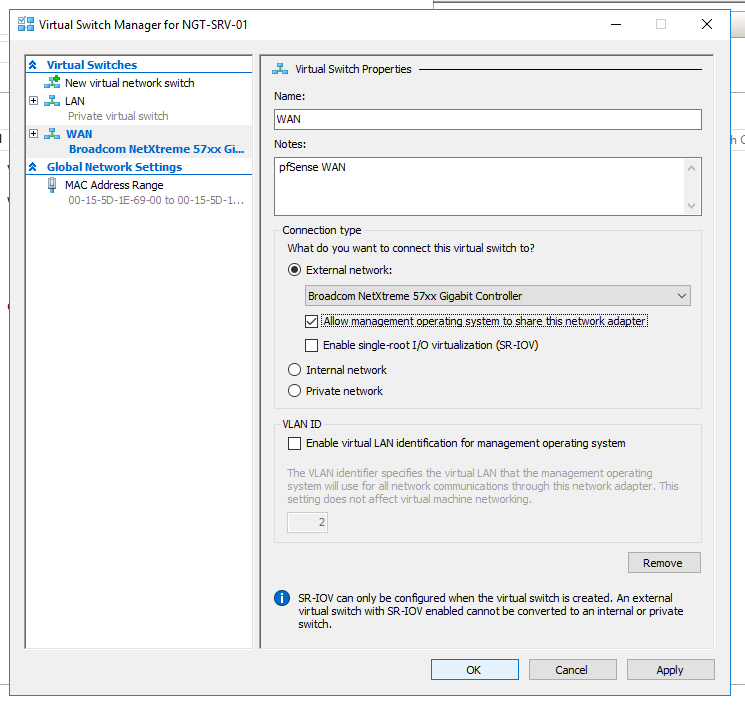 Virtual Switch Manager for NGT-SRV-01
Virtual Switches
New virtual network switch
LAN
Private virtual switch
WAN
Broadcom NetXtreme 57xx Gi...
Global Network Settings
MAC Address Range
00-15-5D-1E-69-00 to 00-15-5D-1...
Virtual Switch Properties
Name:
WAN
Notes:
pfSense WAN
Connection type
What do you want to connect this virtual switch to?
External network:
Broadcom NetXtreme 57xx Gigabit Controller
Allow management operating system to share this network adapter
Enable single-root I/O virtualization (SR-IOV)
Internal network
Private network
VLAN ID
Enable virtual LAN identification for management operating system
The VLAN identifier specifies the virtual LAN that the management operating
system will use for all network communications through this network adapter. This
setting does not affect virtual machine networking.
2
Remove
SR-IOV can only be configured when the virtual switch is created. An external
virtual switch with SR-IOV enabled cannot be converted to an internal or private
switch.
OK
Cancel
Apply